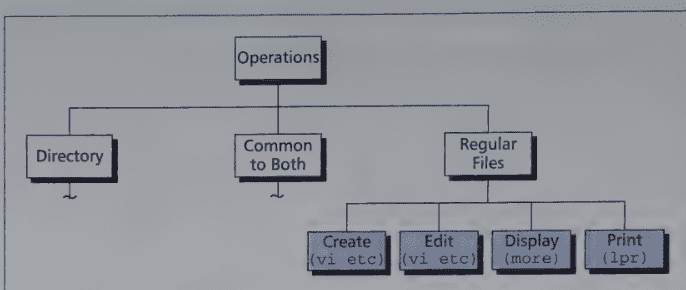 Operations
Directory
Common
to Both
Regular
Files
Create
(vi etc)
Edit
(vi etc)
Display
(more)
Print
(lpr)